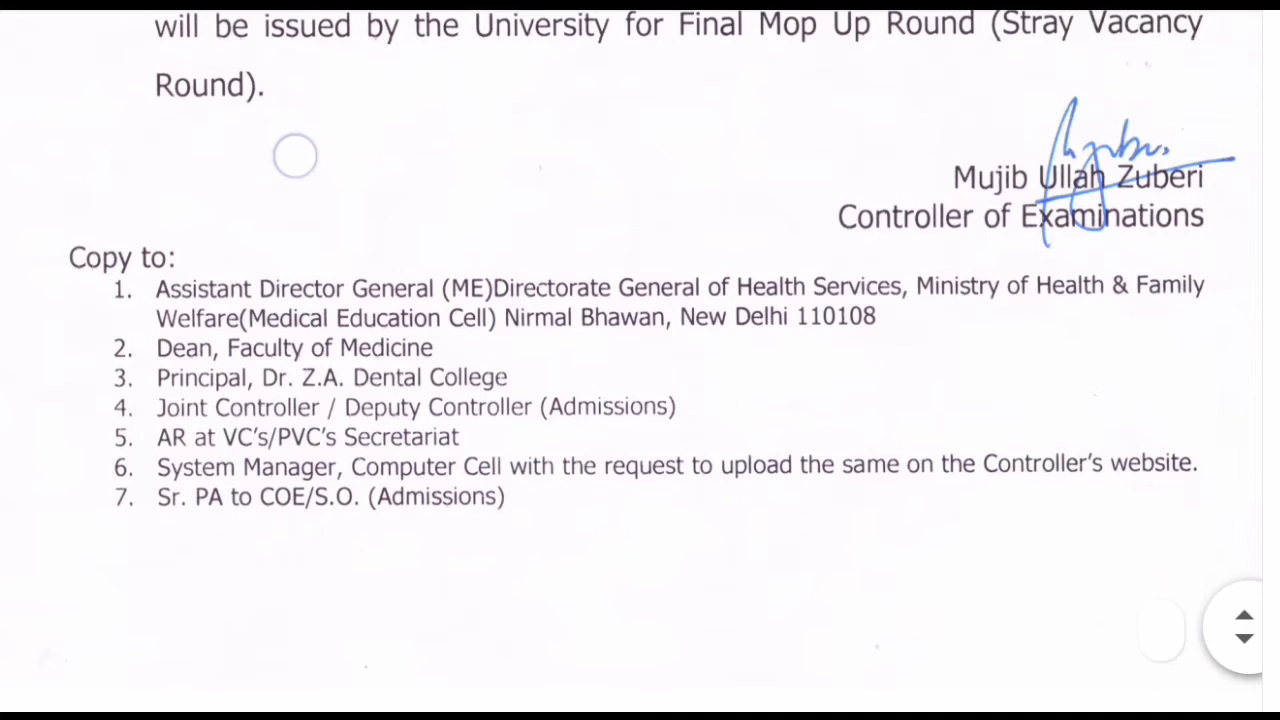 will be issued by the University for Final Mop Up Round (Stray Vacancy
Round).
Mujib Ullah Zuberi
Controller of Examinations
Copy to:
1. Assistant Director General (ME)Directorate General of Health Services, Ministry of Health & Family
Welfare(Medical Education Cell) Nirmal Bhawan, New Delhi 110108
2. Dean, Faculty of Medicine
3. Principal, Dr. Z.A. Dental College
4. Joint Controller / Deputy Controller (Admissions)
5. AR at VC's/PVC's Secretariat
6. System Manager, Computer Cell with the request to upload the same on the Controller's website.
7. Sr. PA to COE/S.O. (Admissions)